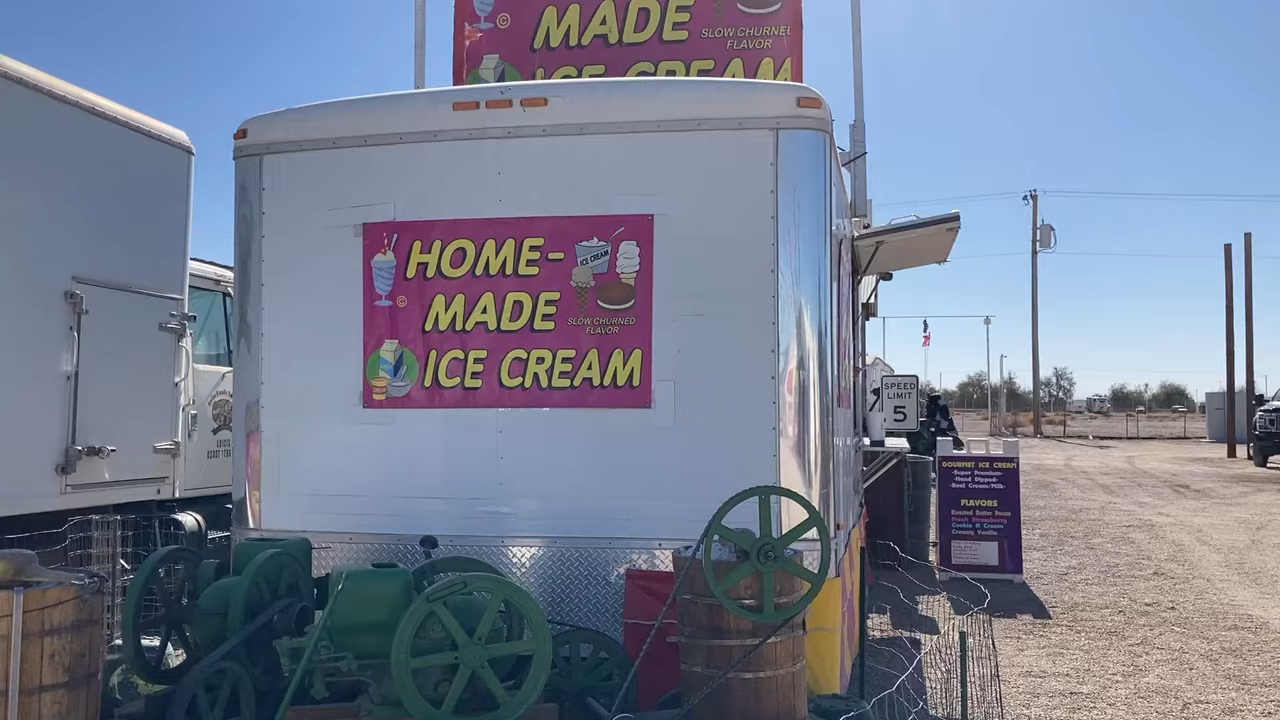 MADE
©
SLOW CHURNED
FLAVOR
ICE CREAM
HOME-
ICE CREAM
©
MADE
SLOW CHURNED
FLAVOR
ICE CREAM
SPEED
LIMIT
5
GOURMET ICE CREAM
-Super Premium-
-Hand Dipped-
-Real Cream/Milk-
FLAVORS
Roasted Butter Pecan
Fresh Strawberry
Cookie N Cream
Creamy Vanilla